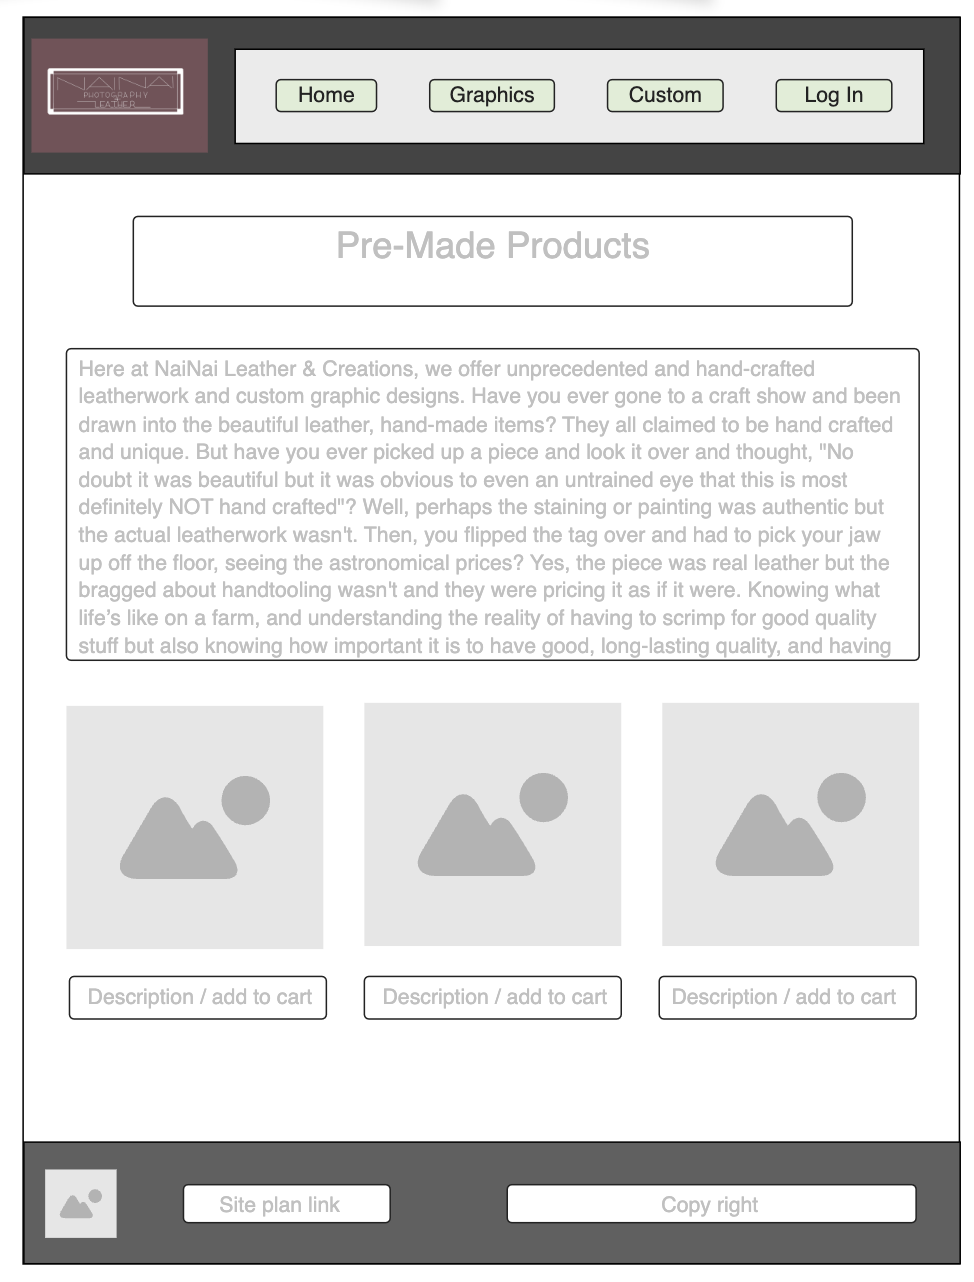 NAINAI
PHOTOGRAPHY
&
LEATHER
Home
Graphics
Custom
Log In
Pre-Made Products
Here at NaiNai Leather & Creations, we offer unprecedented and hand-crafted
leatherwork and custom graphic designs. Have you ever gone to a craft show and been
drawn into the beautiful leather, hand-made items? They all claimed to be hand crafted
and unique. But have you ever picked up a piece and look it over and thought, "No
doubt it was beautiful but it was obvious to even an untrained eye that this is most
definitely NOT hand crafted"? Well, perhaps the staining or painting was authentic but
the actual leatherwork wasn't. Then, you flipped the tag over and had to pick your jaw
up off the floor, seeing the astronomical prices? Yes, the piece was real leather but the
bragged about handtooling wasn't and they were pricing it as if it were. Knowing what
life’s like on a farm, and understanding the reality of having to scrimp for good quality
stuff but also knowing how important it is to have good, long-lasting quality, and having
Description / add to cart
Description / add to cart
Description / add to cart
Site plan link
Copy right